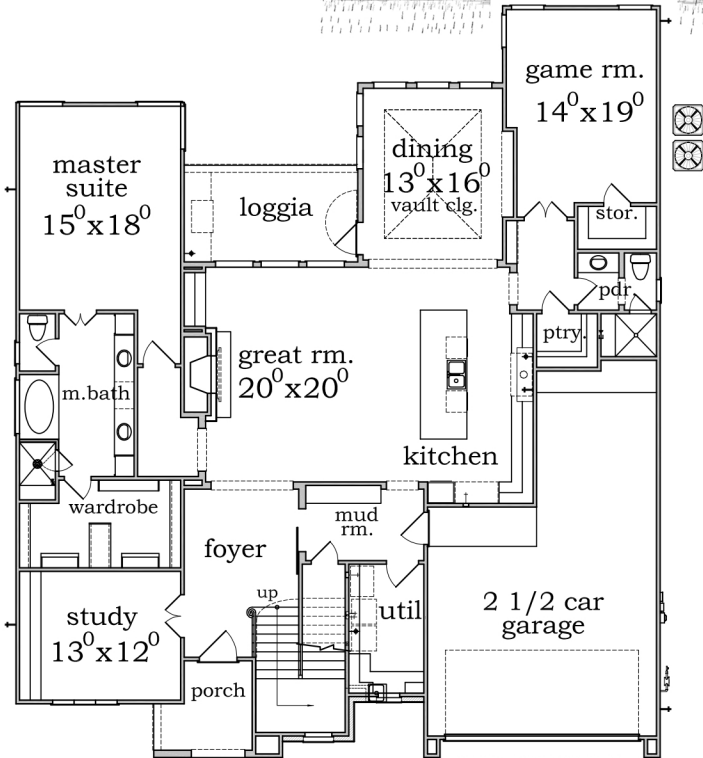 game rm.
14⁰x19⁰
dining
13⁰x16⁰
vault clg.
master
suite
15⁰x18⁰
loggia
stor.
pdr.
ptry.
great rm.
20⁰x20⁰
m.bath
kitchen
wardrobe
mud
rm.
foyer
up
study
13⁰x12⁰
util
2 1/2 car
garage
porch